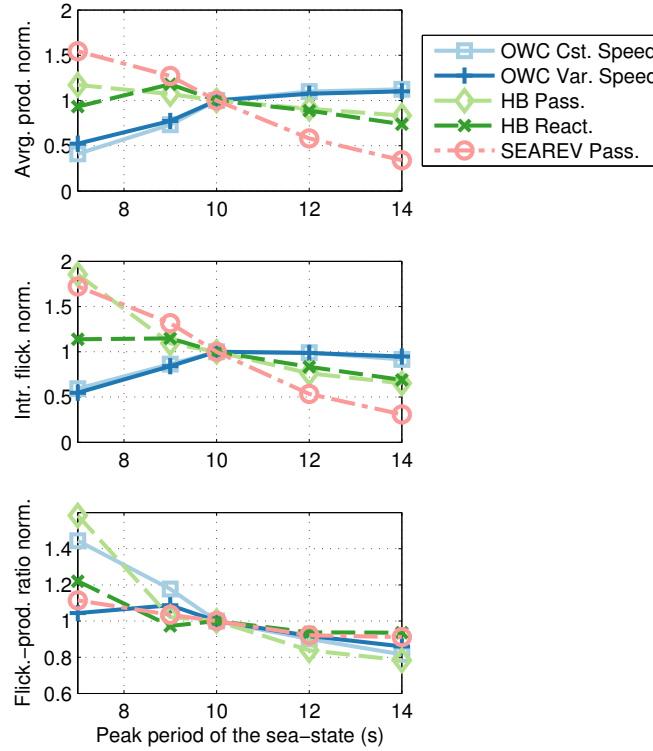 2
1.5
1
0.5
0
8 10 12 14
Avrg. prod. norm.
OWC Cst. Speed
OWC Var. Speed
HB Pass.
HB React.
SEAREV Pass.
2
1.5
1
0.5
0
8 10 12 14
Intr. flick. norm.
1.4
1.2
1
0.8
0.6
8 10 12 14
Flick.−prod. ratio norm.
Peak period of the sea−state (s)